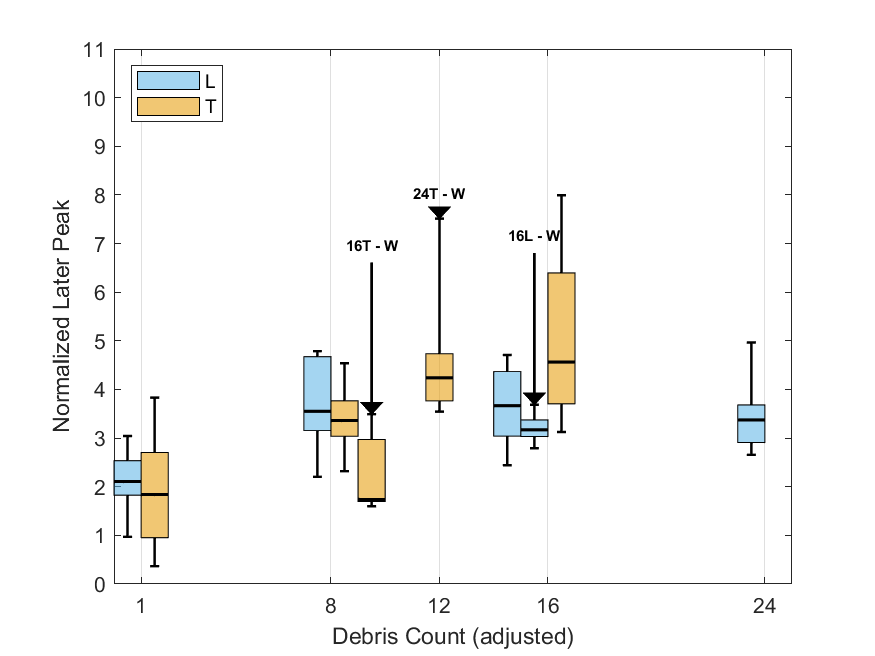 11
10
9
8
7
6
5
4
3
2
1
0
Normalized Later Peak
L
T
16T - W
24T - W
16L - W
1
8
12
16
24
Debris Count (adjusted)